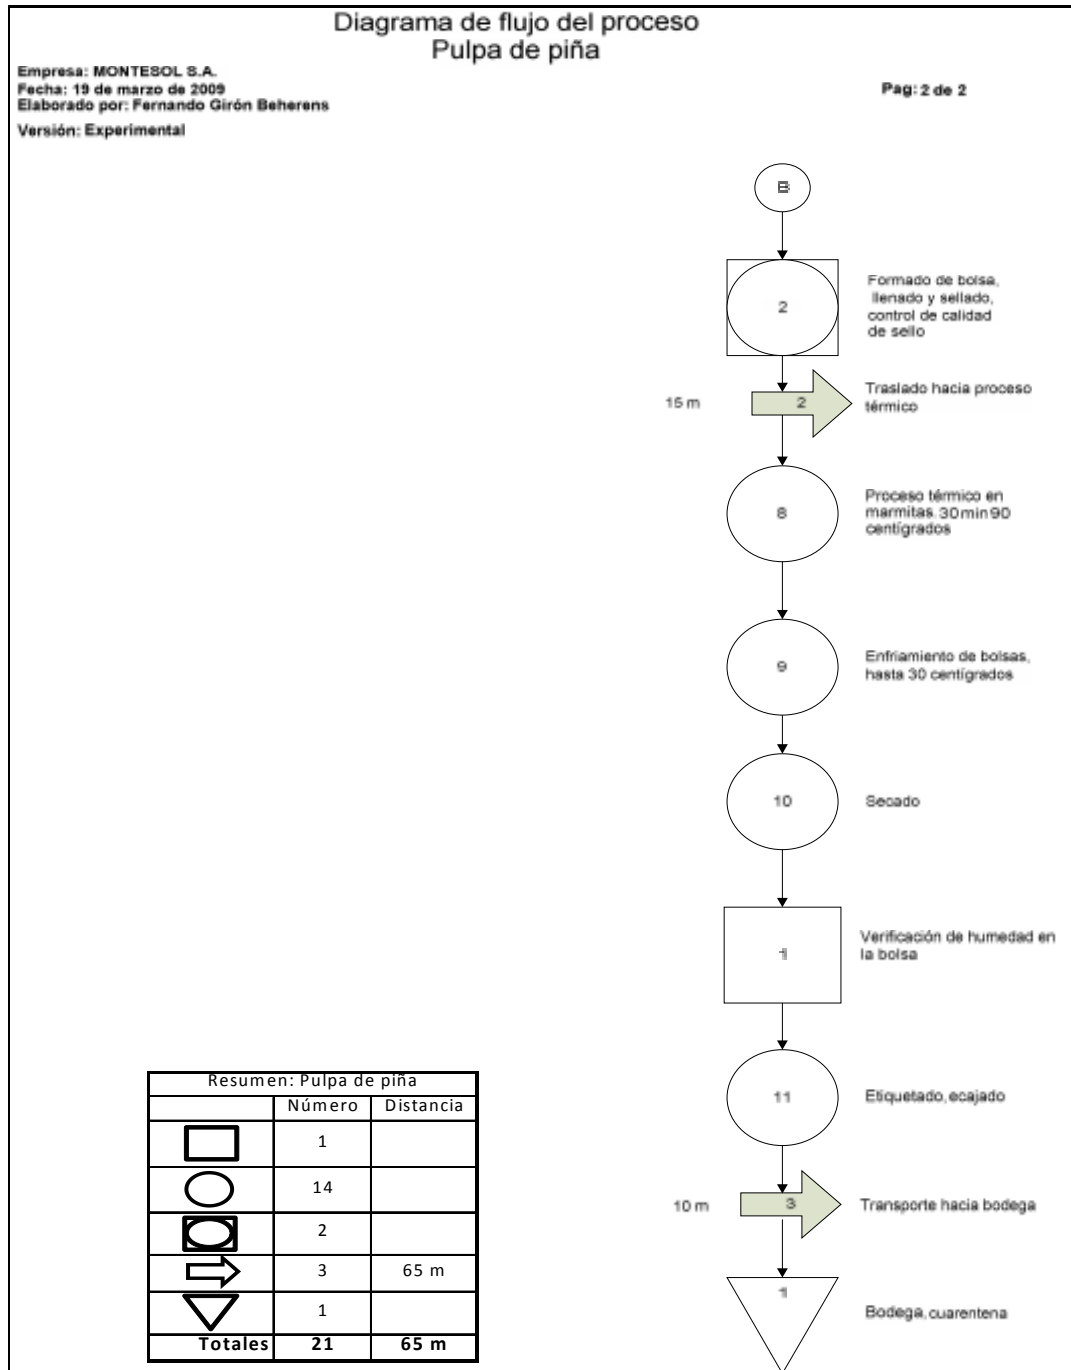 Diagrama de flujo del proceso
Pulpa de piña
Empresa: MONTESOL S.A.
Fecha: 19 de marzo de 2009
Elaborado por: Fernando Girón Beherens
Versión: Experimental
Pag: 2 de 2
B
2
Formado de bolsa,
llenado y sellado,
control de calidad
de sello
15 m
2
Traslado hacia proceso
térmico
8
Proceso térmico en
marmitas. 30 min 90
centígrados
9
Enfriamiento de bolsas,
hasta 30 centígrados
10
Secado
1
Verificación de humedad en
la bolsa
11
Etiquetado, ecajado
10 m
3
Transporte hacia bodega
1
Bodega, cuarentena
Resumen: Pulpa de piña
Número Distancia
1
14
2
3 65 m
1
Totales 21 65 m